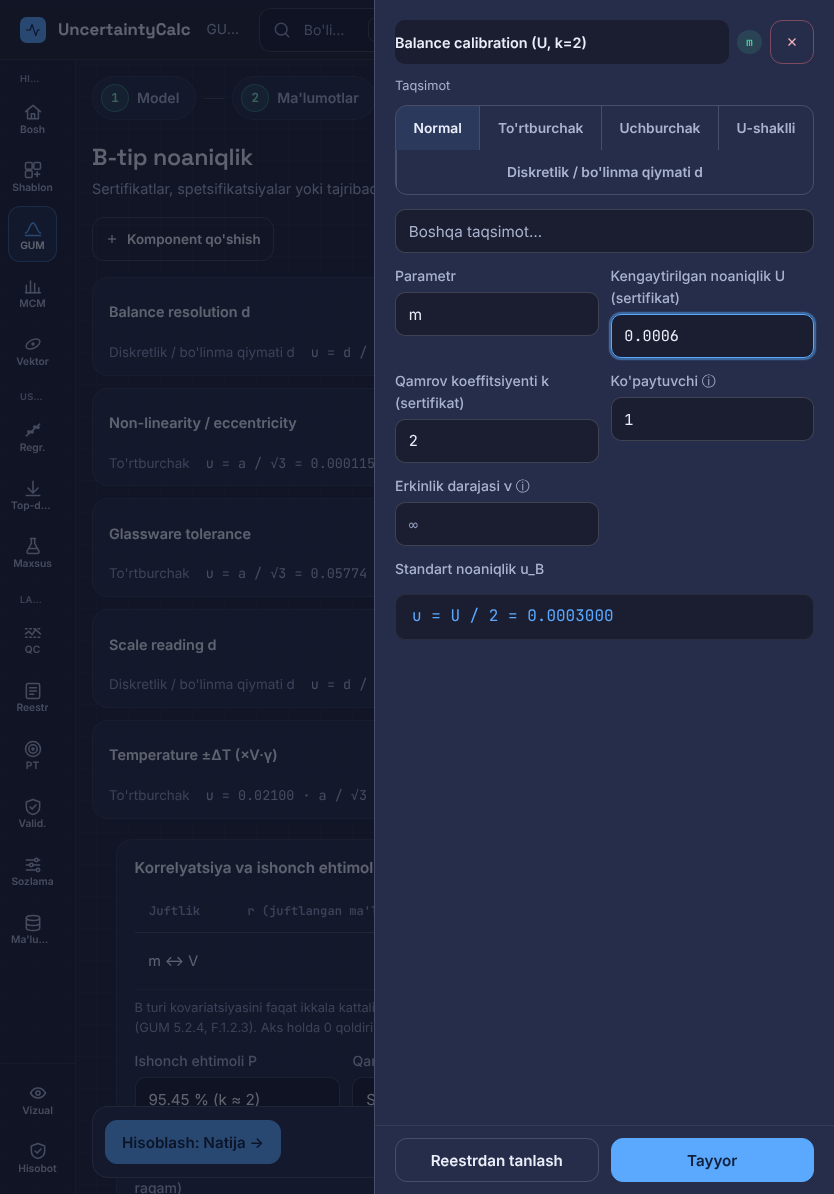 UncertaintyCalc
GU...
Bo'li...
HI...
Bosh
Shablon
GUM
MCM
Vektor
US...
Regr.
Top-d...
Maxsus
LA...
QC
Reestr
PT
Valid.
Sozlama
Ma'lu...
Vizual
Hisobot
1 Model
2 Ma'lumotlar
B-tip noaniqlik
Sertifikatlar, spetsifikatsiyalar yoki tajribad
+ Komponent qo'shish
Balance resolution d
Diskretlik / bo'linma qiymati d u = d /
Non-linearity / eccentricity
To'rtburchak u = a / √3 = 0.000115
Glassware tolerance
To'rtburchak u = a / √3 = 0.05774
Scale reading d
Diskretlik / bo'linma qiymati d u = d /
Temperature ±ΔT (×V·γ)
To'rtburchak u = 0.02100 · a / √3
Korrelyatsiya va ishonch ehtimol
Juftlik r (juftlangan ma'l
m ↔ V
B turi kovariatsiyasini faqat ikkala kattali
(GUM 5.2.4, F.1.2.3). Aks holda 0 qoldiri
Ishonch ehtimoli P
95.45 % (k ≈ 2)
Hisoblash: Natija →
raqam)
Balance calibration (U, k=2)
m
×
Taqsimot
Normal
To'rtburchak
Uchburchak
U-shaklli
Diskretlik / bo'linma qiymati d
Boshqa taqsimot...
Parametr
m
Kengaytirilgan noaniqlik U
(sertifikat)
0.0006
Qamrov koeffitsiyenti k
(sertifikat)
2
Ko'paytuvchi ⓘ
1
Erkinlik darajasi ν ⓘ
∞
Standart noaniqlik u_B
u = U / 2 = 0.0003000
Reestrdan tanlash
Tayyor